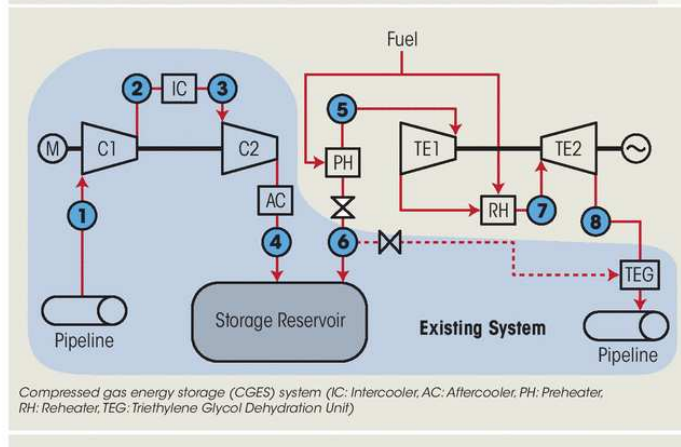 Fuel
2
IC
3
5
M
C1
C2
PH
TE1
TE2
1
AC
RH
7
8
4
6
TEG
Pipeline
Storage Reservoir
Existing System
Pipeline
Compressed gas energy storage (CGES) system (IC: Intercooler, AC: Aftercooler, PH: Preheater,
RH: Reheater, TEG: Triethylene Glycol Dehydration Unit)